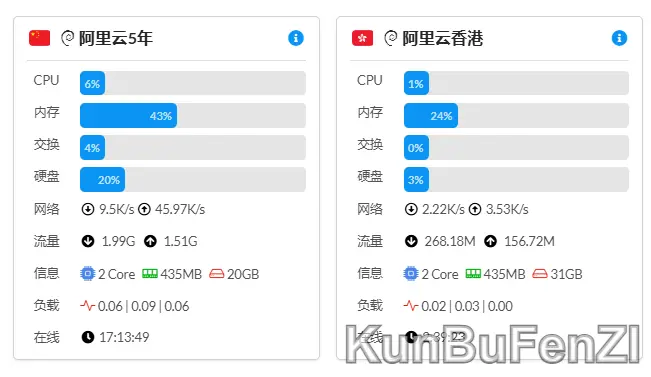 阿里云5年
CPU 6%
内存 43%
交换 4%
硬盘 20%
网络 9.5K/s 45.97K/s
流量 1.99G 1.51G
信息 2 Core 435MB 20GB
负载 0.06 | 0.09 | 0.06
在线 17:13:49
阿里云香港
CPU 1%
内存 24%
交换 0%
硬盘 3%
网络 2.22K/s 3.53K/s
流量 268.18M 156.72M
信息 2 Core 435MB 31GB
负载 0.02 | 0.03 | 0.00
在线 2:39:23
KunBuFenZI